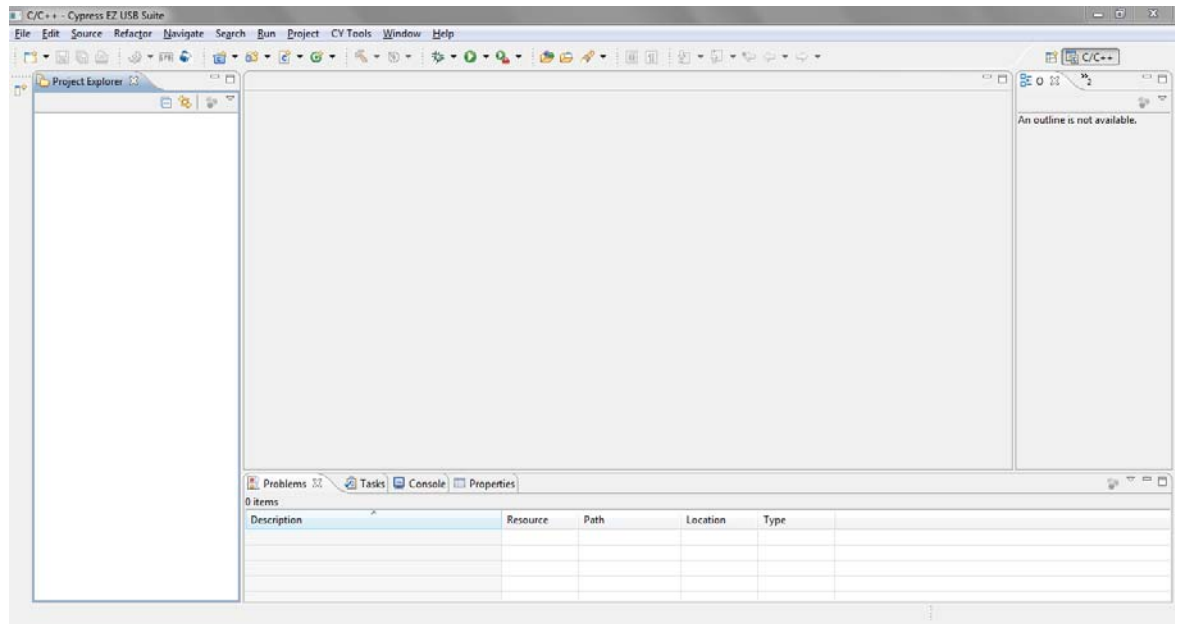 C/C++ - Cypress EZ USB Suite
File Edit Source Refactor Navigate Search Run Project CY Tools Window Help
C/C++
Project Explorer
O
»2
An outline is not available.
Problems Tasks Console Properties
0 items
Description Resource Path Location Type